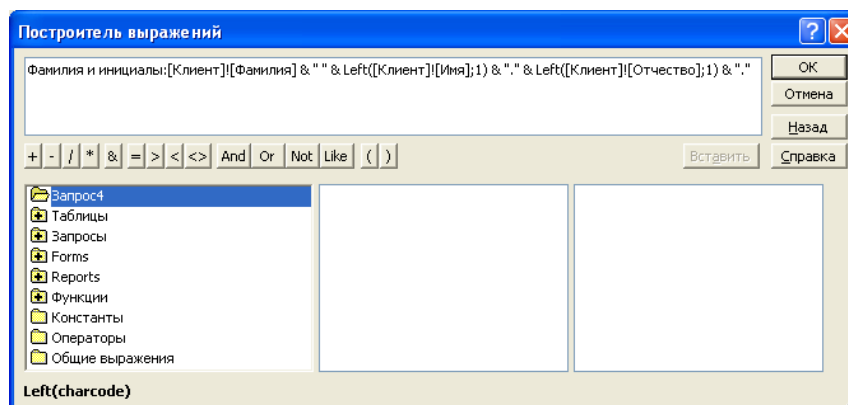 Построитель выражений
Фамилия и инициалы:[Клиент]![Фамилия] & " " & Left([Клиент]![Имя];1) & "." & Left([Клиент]![Отчество];1) & "."
ОК
Отмена
Назад
+ - / * & = > < <> And Or Not Like ( ) Вставить Справка
Запрос4
Таблицы
Запросы
Forms
Reports
Функции
Константы
Операторы
Общие выражения
Left(charcode)